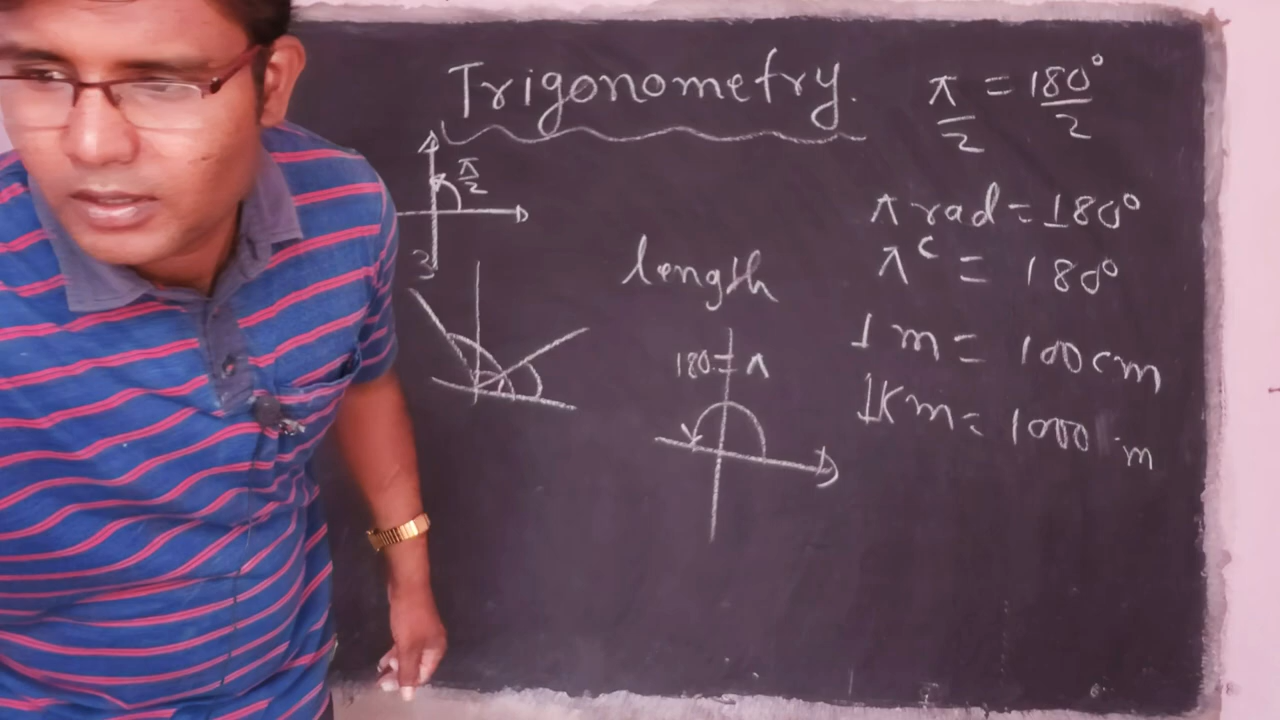 Trigonometry.
π/2 = 180°/2
π/2
π rad = 180°
π^c = 180°
length
1 m = 100 cm
180 = π
1 Km = 1000 m